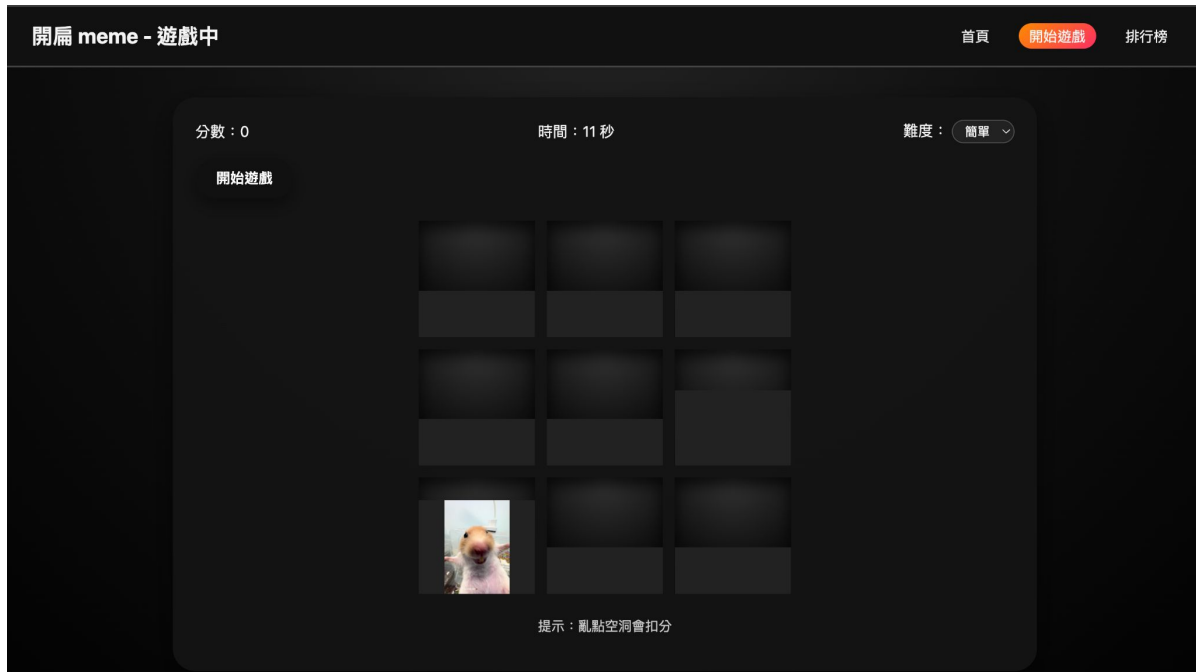 開扁 meme - 遊戲中
首頁
開始遊戲
排行榜
分數：0
時間：11 秒
難度：
簡單
開始遊戲
提示：亂點空洞會扣分